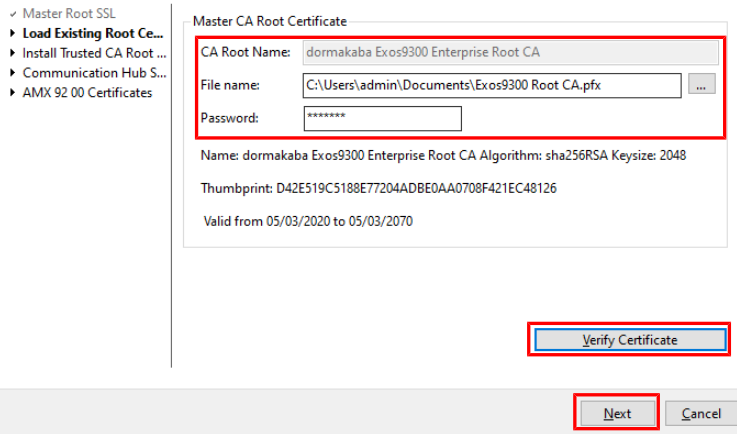 Master Root SSL
Load Existing Root Ce...
Install Trusted CA Root ...
Communication Hub S...
AMX 92 00 Certificates
Master CA Root Certificate
CA Root Name: dormakaba Exos9300 Enterprise Root CA
File name: C:\Users\admin\Documents\Exos9300 Root CA.pfx ...
Password: *******
Name: dormakaba Exos9300 Enterprise Root CA Algorithm: sha256RSA Keysize: 2048
Thumbprint: D42E519C5188E77204ADBE0AA0708F421EC48126
Valid from 05/03/2020 to 05/03/2070
Verify Certificate
Next Cancel